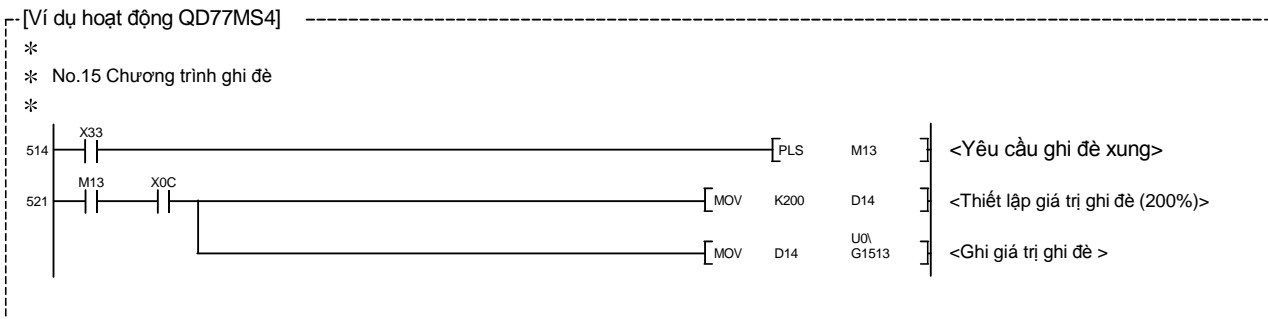 [Ví dụ hoạt động QD77MS4]
*
* No.15 Chương trình ghi đè
*
X33
514 PLS M13 <Yêu cầu ghi đè xung>
M13 X0C
521 MOV K200 D14 <Thiết lập giá trị ghi đè (200%)>
U0\
MOV D14 G1513 <Ghi giá trị ghi đè >